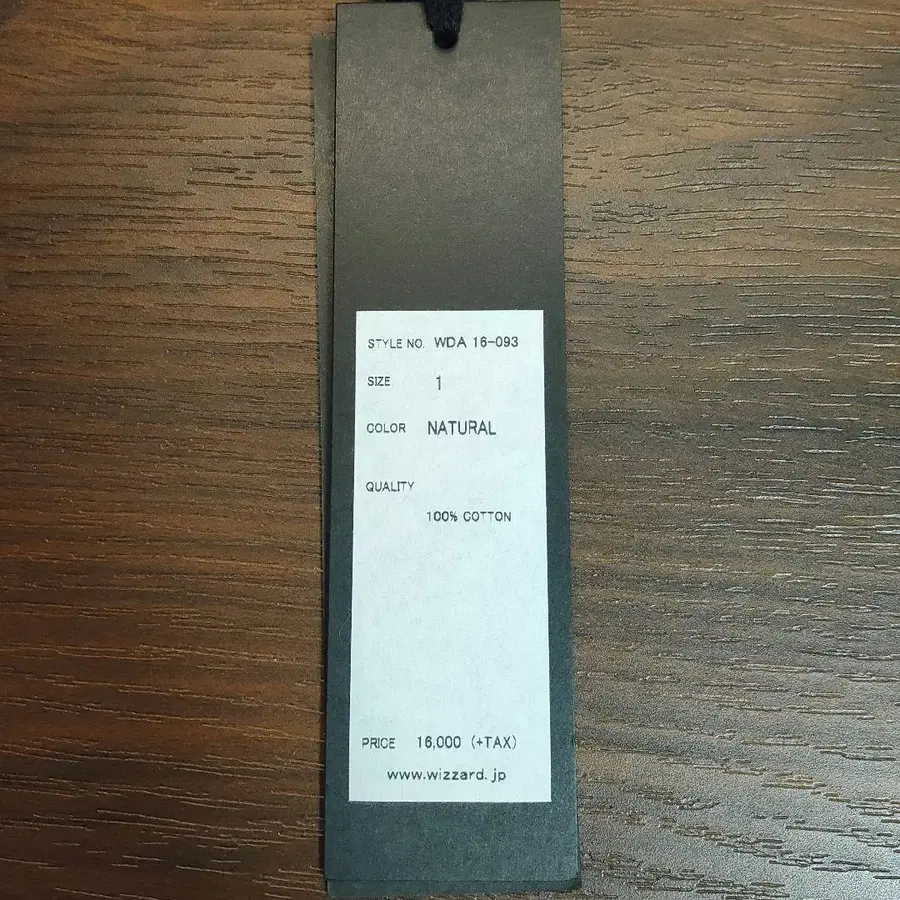 STYLE NO. WDA 16-093
SIZE 1
COLOR NATURAL
QUALITY
100% COTTON
PRICE 16,000 (+TAX)
www.wizzard.jp